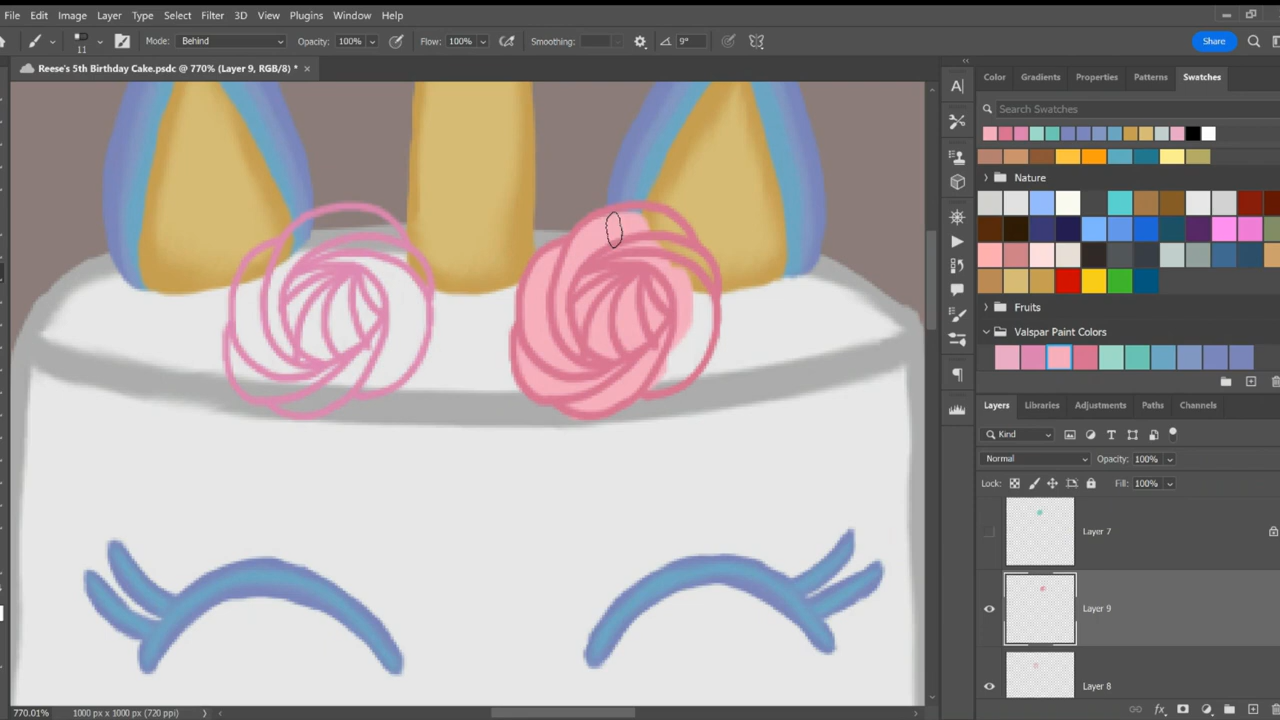 File Edit Image Layer Type Select Filter 3D View Plugins Window Help
11 Mode: Behind Opacity: 100% Flow: 100% Smoothing: 9° Share
Reese's 5th Birthday Cake.psdc @ 770% (Layer 9, RGB/8) * ×
Color Gradients Properties Patterns Swatches
Search Swatches
Nature
Fruits
Valspar Paint Colors
Layers Libraries Adjustments Paths Channels
Kind
Normal Opacity: 100%
Lock: Fill: 100%
Layer 7
Layer 9
Layer 8
770.01% 1000 px x 1000 px (720 ppi)